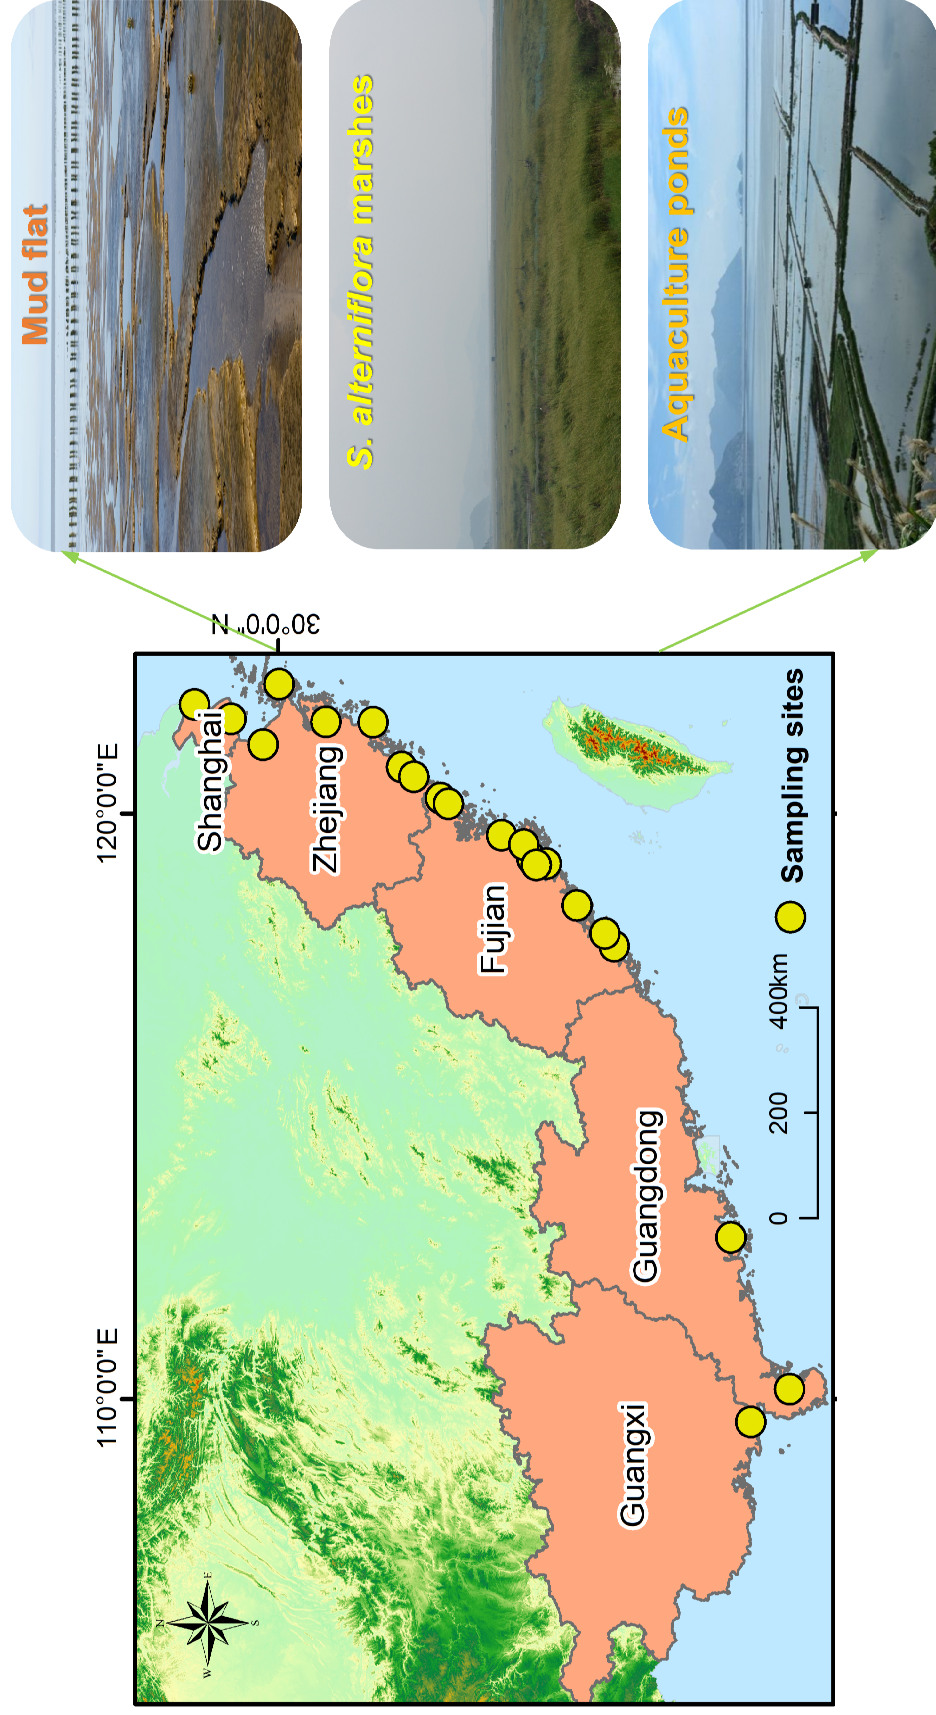 110°0'0"E
120°0'0"E
30°0'0" N
N
W
E
S
Shanghai
Zhejiang
Fujian
Guangdong
Guangxi
0
200
400km
Sampling sites
Mud flat
S. alterniflora marshes
Aquaculture ponds